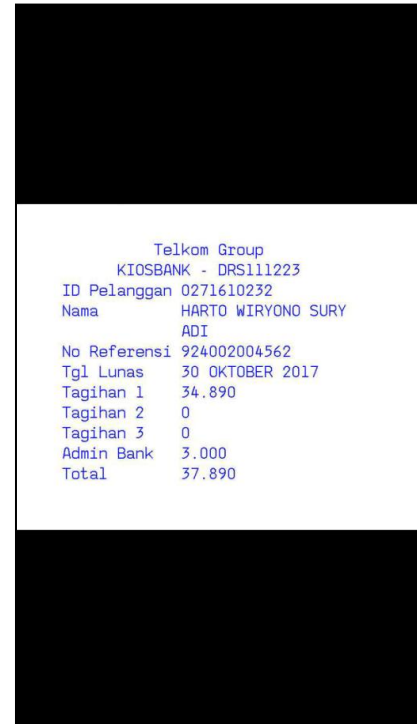 Telkom Group
KIOSBANK - DRS111223
ID Pelanggan 0271610232
Nama HARTO WIRYONO SURY
ADI
No Referensi 924002004562
Tgl Lunas 30 OKTOBER 2017
Tagihan 1 34.890
Tagihan 2 0
Tagihan 3 0
Admin Bank 3.000
Total 37.890